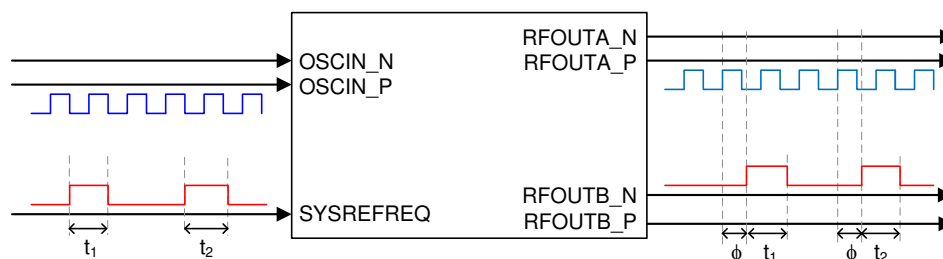 RFOUTA_N
OSCIN_N
RFOUTA_P
OSCIN_P
RFOUTB_N
SYSREFREQ
RFOUTB_P
t1
t2
ϕ
t1
ϕ
t2